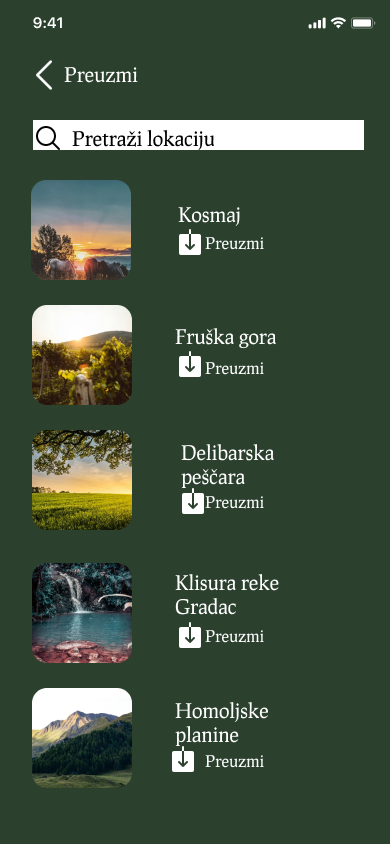 9:41
Preuzmi
Pretraži lokaciju
Kosmaj
Preuzmi
Fruška gora
Preuzmi
Delibarska
peščara
Preuzmi
Klisura reke
Gradac
Preuzmi
Homoljske
planine
Preuzmi